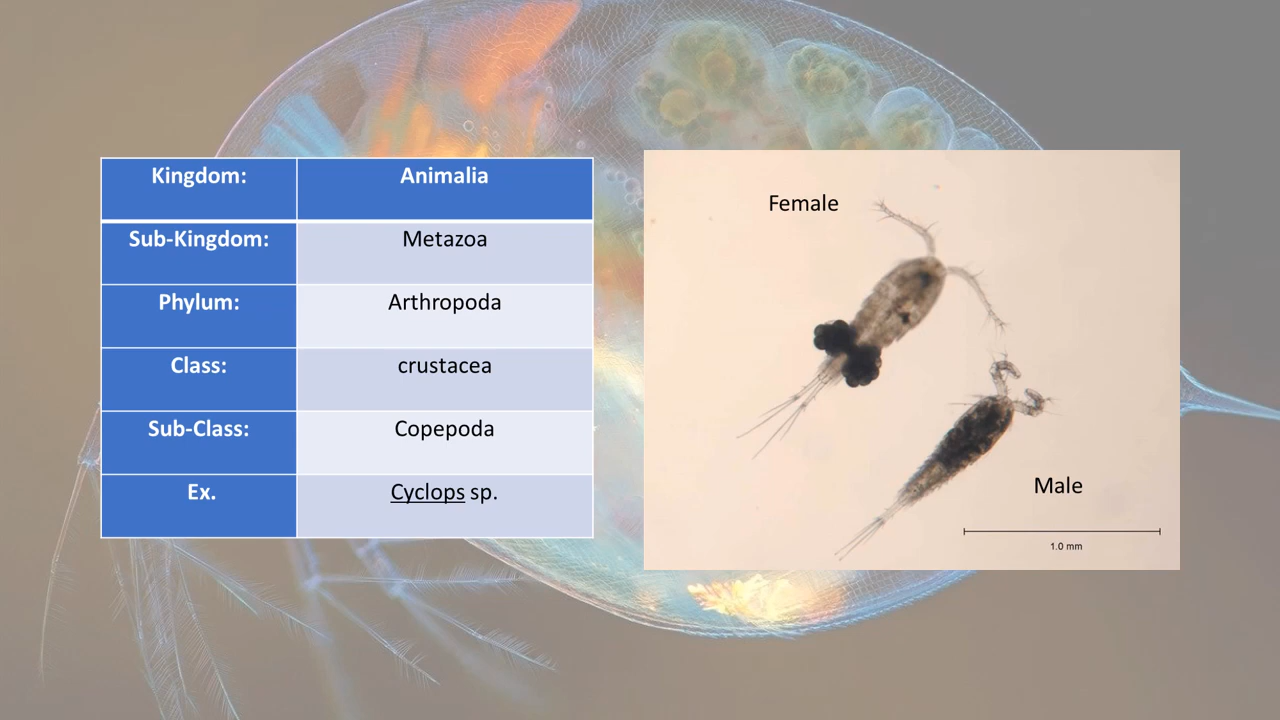 Kingdom: Animalia
Sub-Kingdom: Metazoa
Phylum: Arthropoda
Class: crustacea
Sub-Class: Copepoda
Ex. Cyclops sp.
Female
Male
1.0 mm